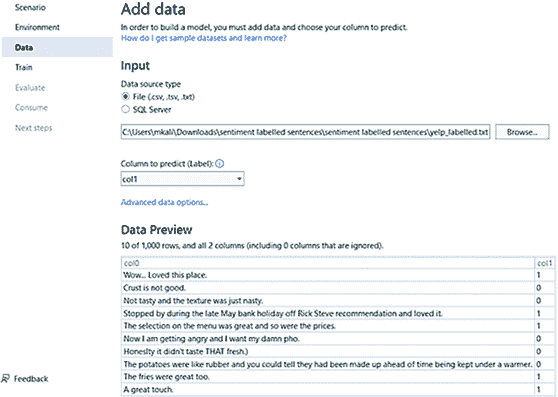 Scenario
Environment
Data
Train
Evaluate
Consume
Next steps
Feedback
Add data
In order to build a model, you must add data and choose your column to predict.
How do I get sample datasets and learn more?
Input
Data source type
File (.csv, .tsv, .txt)
SQL Server
C:\Users\mkali\Downloads\sentiment labelled sentences\sentiment labelled sentences\yelp_labelled.txt Browse...
Column to predict (Label):
col1
Advanced data options...
Data Preview
10 of 1,000 rows, and all 2 columns (including 0 columns that are ignored).
col0 col1
Wow... Loved this place. 1
Crust is not good. 0
Not tasty and the texture was just nasty. 0
Stopped by during the late May bank holiday off Rick Steve recommendation and loved it. 1
The selection on the menu was great and so were the prices. 1
Now I am getting angry and I want my damn pho. 0
Honeslty it didn't taste THAT fresh.) 0
The potatoes were like rubber and you could tell they had been made up ahead of time being kept under a warmer. 0
The fries were great too. 1
A great touch. 1